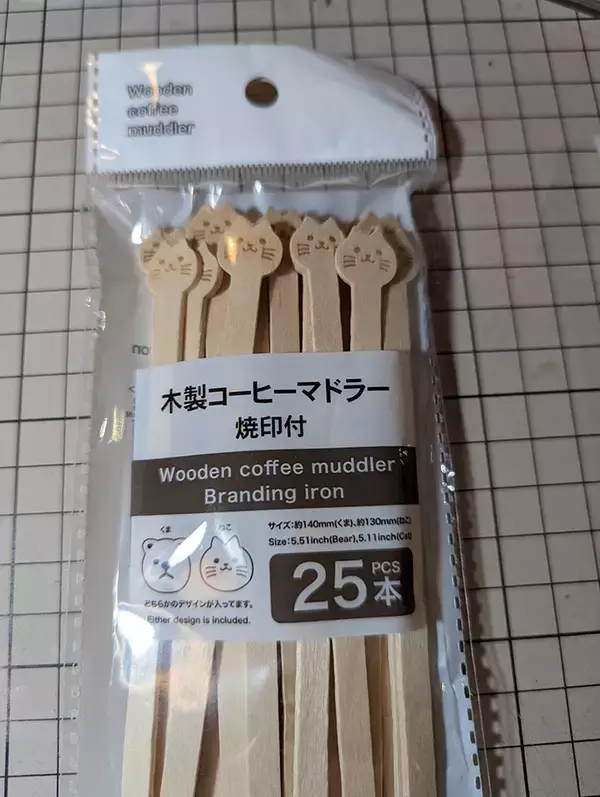 Wooden
coffee
muddler
木製コーヒーマドラー
焼印付
Wooden coffee muddler
Branding iron
くま
ねこ
サイズ:約140mm(くま)、約130mm(ねこ)
Size:5.51inch(Bear),5.11inch(Cat)
25 PCS 本
どちらかのデザインが入ってます。
Either design is included.